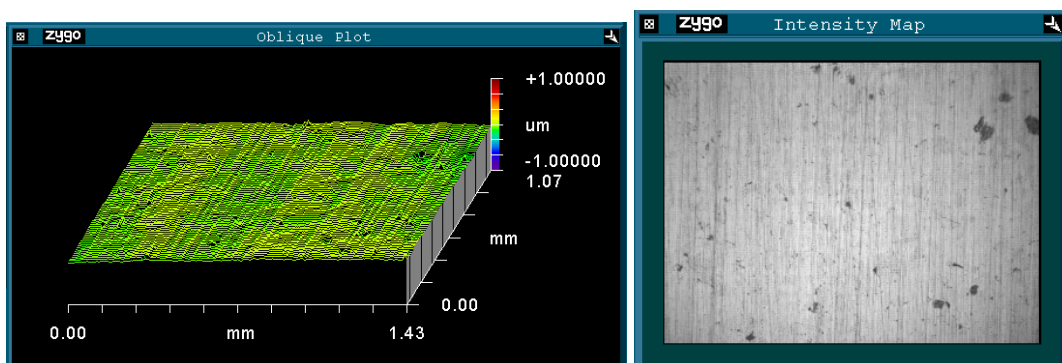 zygo
Oblique Plot
+1.00000
um
-1.00000
1.07
mm
0.00
0.00
mm
1.43
zygo
Intensity Map